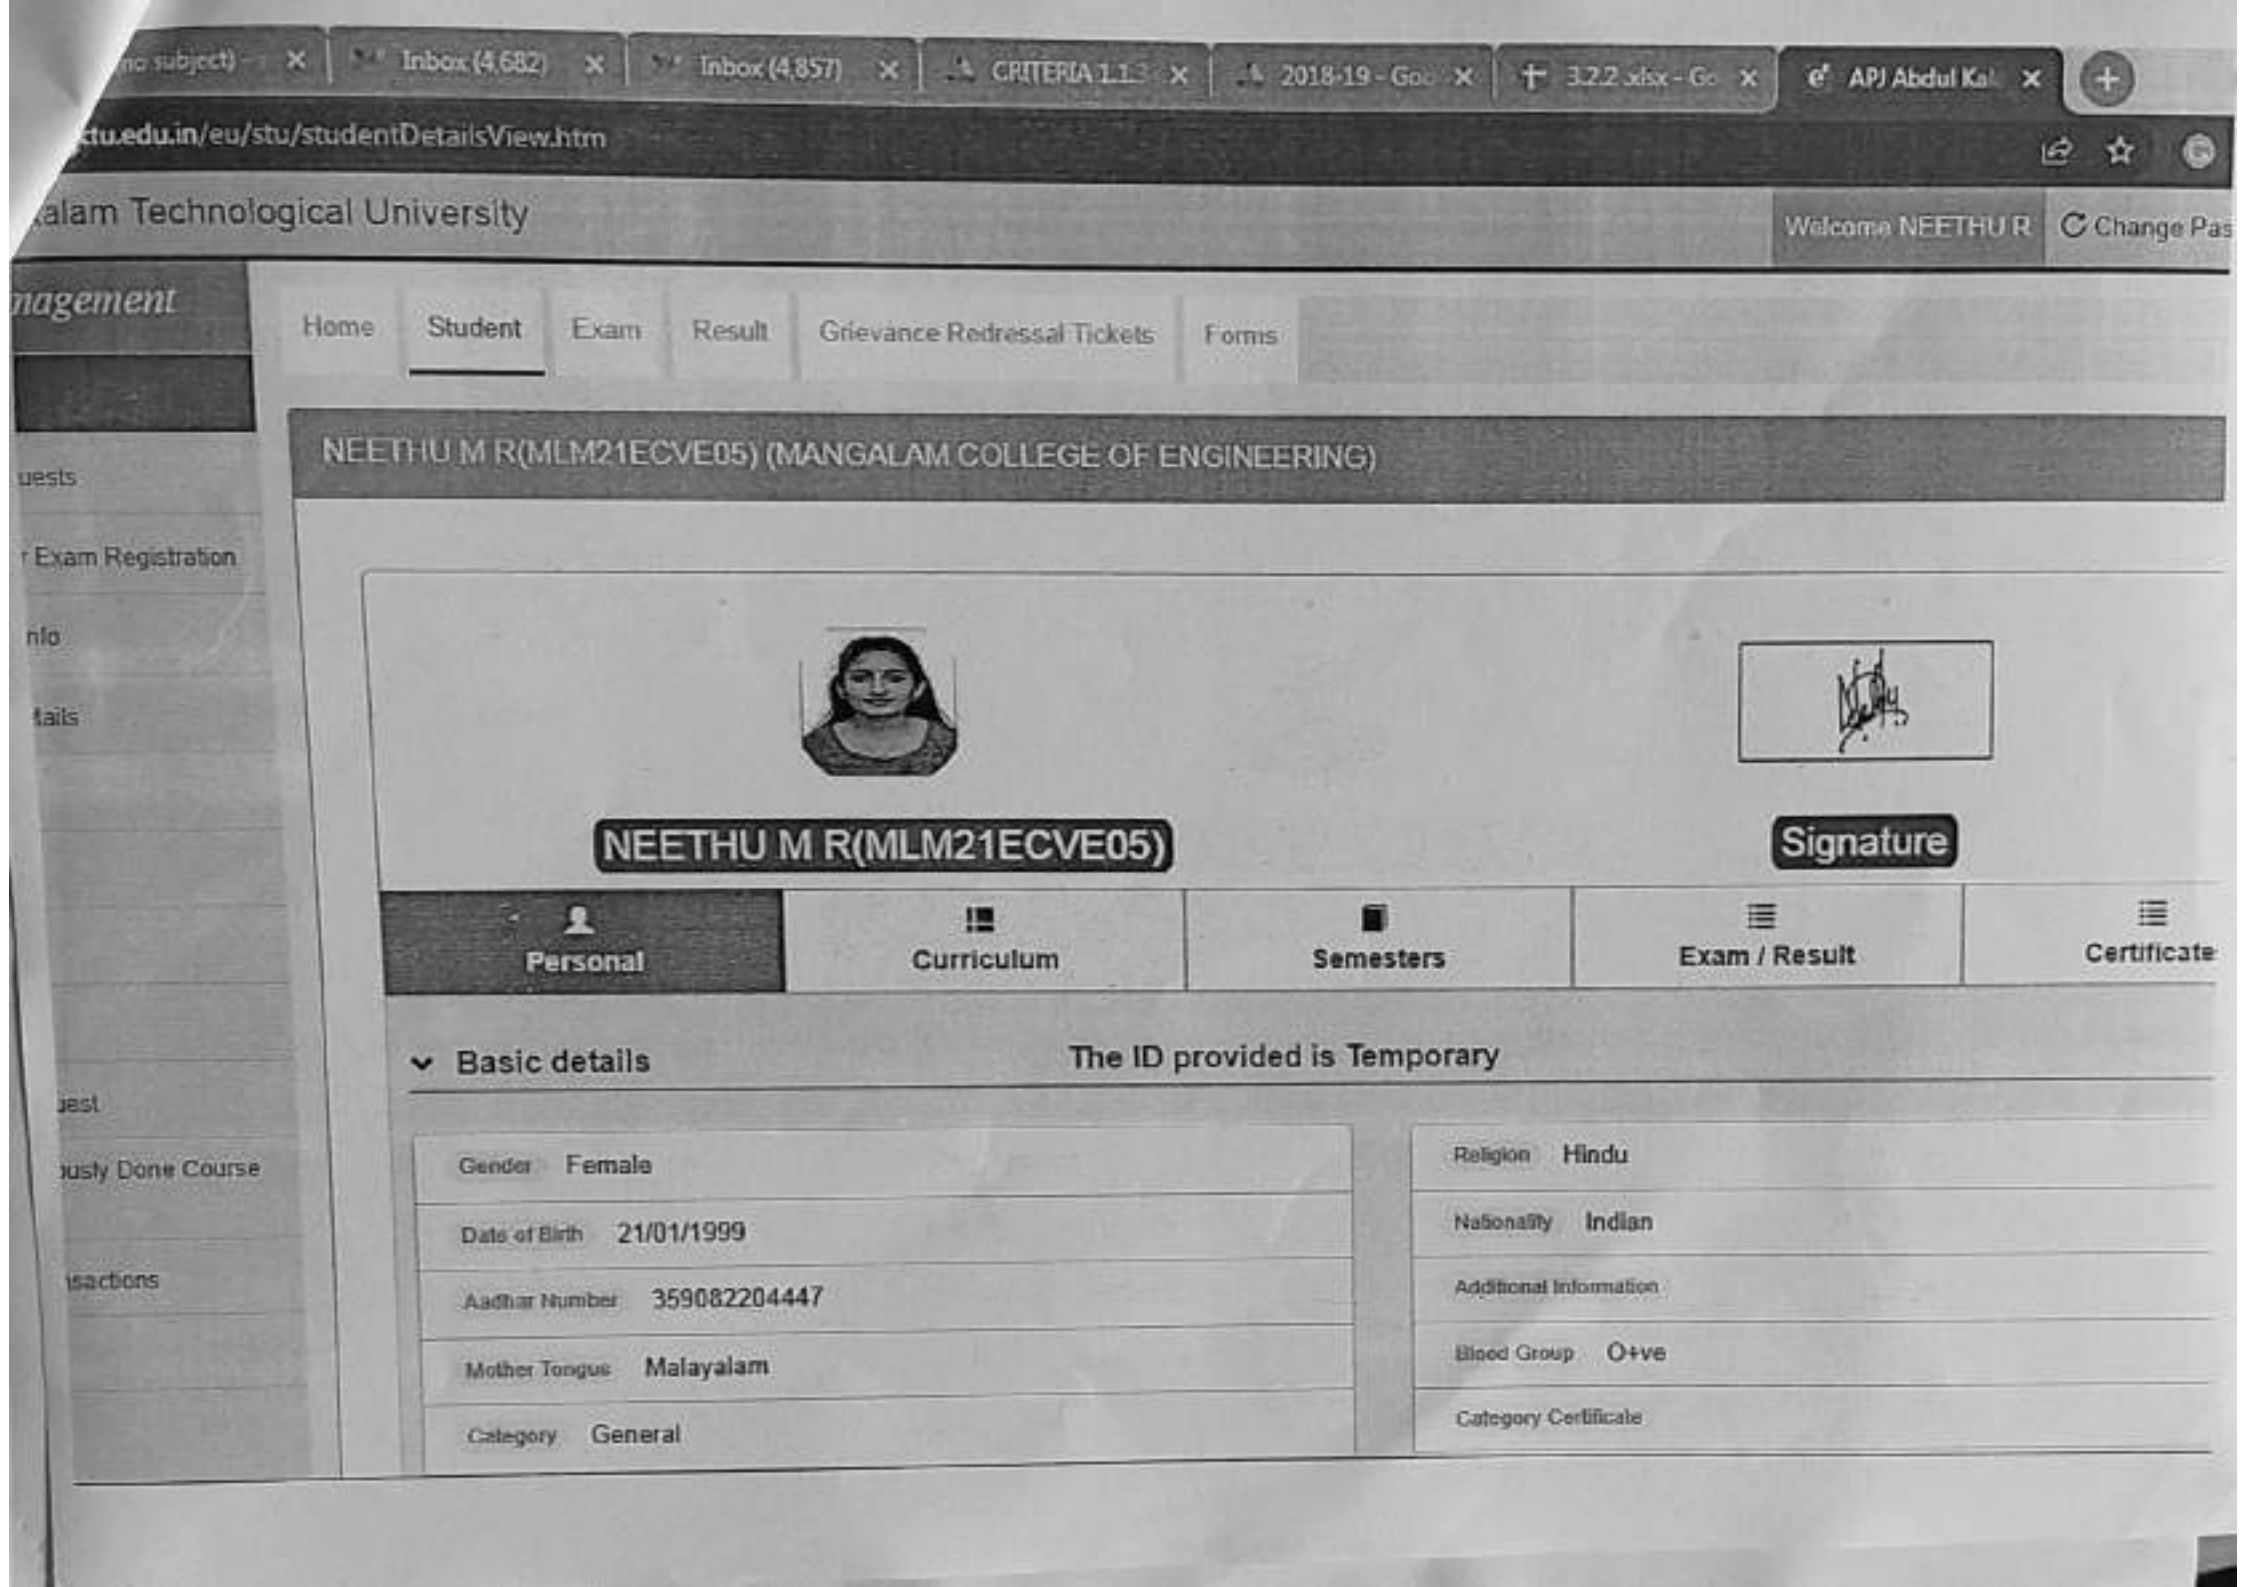 no subject) -
Inbox (4,682)
Inbox (4,857)
CRITERIA 1.1.3
2018-19 - Goo
3.2.2 .xlsx - Go
APJ Abdul Kal
ktu.edu.in/eu/stu/studentDetailsView.htm
alam Technological University
Welcome NEETHU R
Change Pas
nagement
Home
Student
Exam
Result
Grievance Redressal Tickets
Forms
NEETHU M R(MLM21ECVE05) (MANGALAM COLLEGE OF ENGINEERING)
uests
r Exam Registration
nfo
tails
NEETHU M R(MLM21ECVE05)
Signature
Personal
Curriculum
Semesters
Exam / Result
Certificate
Basic details
The ID provided is Temporary
uest
ously Done Course
nsactions
Gender Female
Date of Birth 21/01/1999
Aadhar Number 359082204447
Mother Tongue Malayalam
Category General
Religion Hindu
Nationality Indian
Additional Information
Blood Group O+ve
Category Certificate